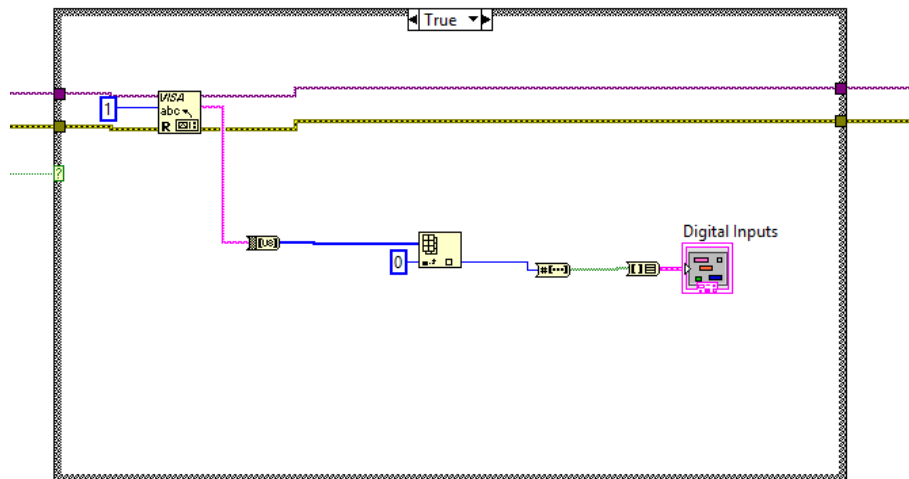 True
VISA
abc
R
1
?
[U8]
Digital Inputs
0
#[...]
[ ]